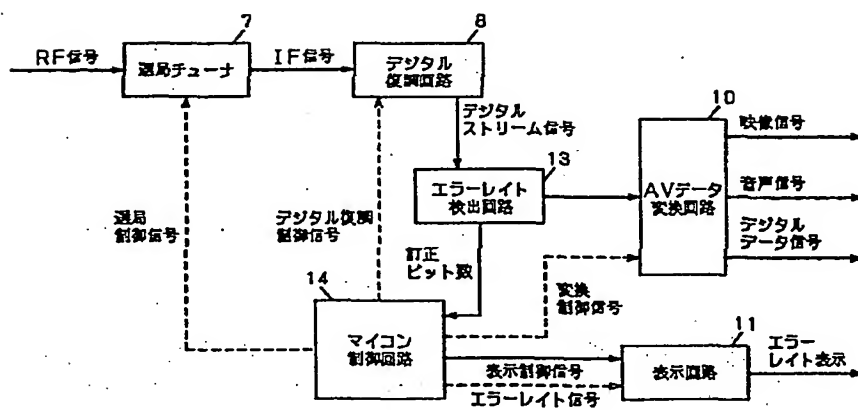 7
8
RF信号
選局チューナ
IF信号
デジタル
復調回路
10
デジタル
ストリーム信号
映像信号
13
エラーレイト
検出回路
AVデータ
変換回路
音声信号
選局
制御信号
デジタル復調
制御信号
デジタル
データ信号
訂正
ビット数
14
変換
制御信号
マイコン
制御回路
11
エラー
レイト表示
表示制御信号
表示回路
エラーレイト信号